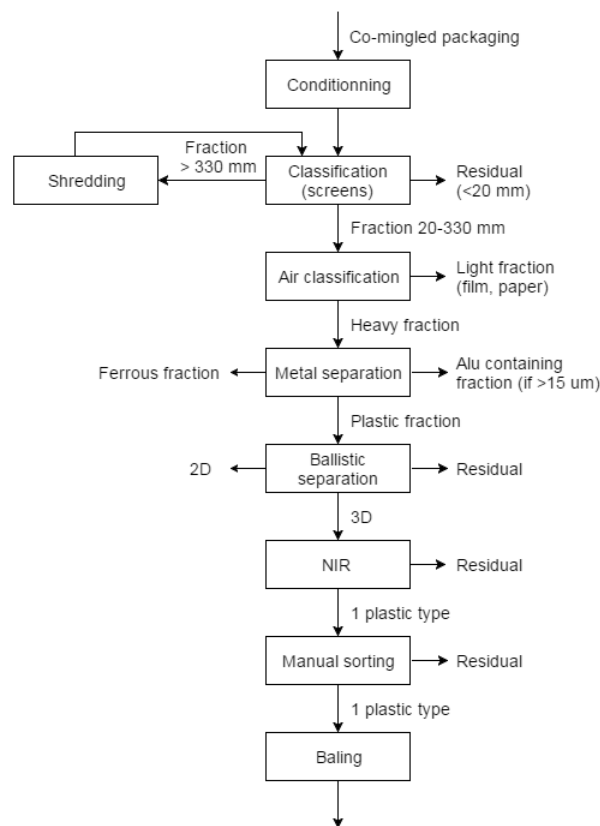 Co-mingled packaging
Conditionning
Fraction
> 330 mm
Shredding
Classification
(screens)
Residual
(<20 mm)
Fraction 20-330 mm
Air classification
Light fraction
(film, paper)
Heavy fraction
Ferrous fraction
Metal separation
Alu containing
fraction (if >15 um)
Plastic fraction
2D
Ballistic
separation
Residual
3D
NIR
Residual
1 plastic type
Manual sorting
Residual
1 plastic type
Baling